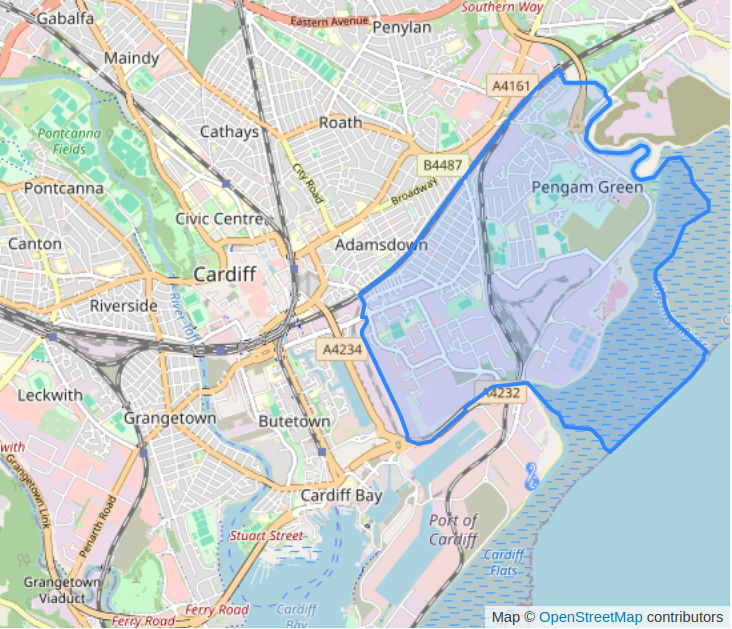 Southern Way
Gabalfa
Eastern Avenue
Penylan
Maindy
A4161
Roath
Cathays
Pontcanna
Fields
B4487
City Road
Pontcanna
Broadway
Pengam Green
Civic Centre
Canton
Adamsdown
Cardiff
Riverside
River Taff
A4234
Leckwith
A4232
Grangetown
Butetown
with
Grangetown Link
Penarth Road
Cardiff Bay
Port of
Cardiff
Stuart Street
Cardiff
Flats
Grangetown
Viaduct
Ferry Road
Ferry Road
Cardiff
Bay
Map © OpenStreetMap contributors